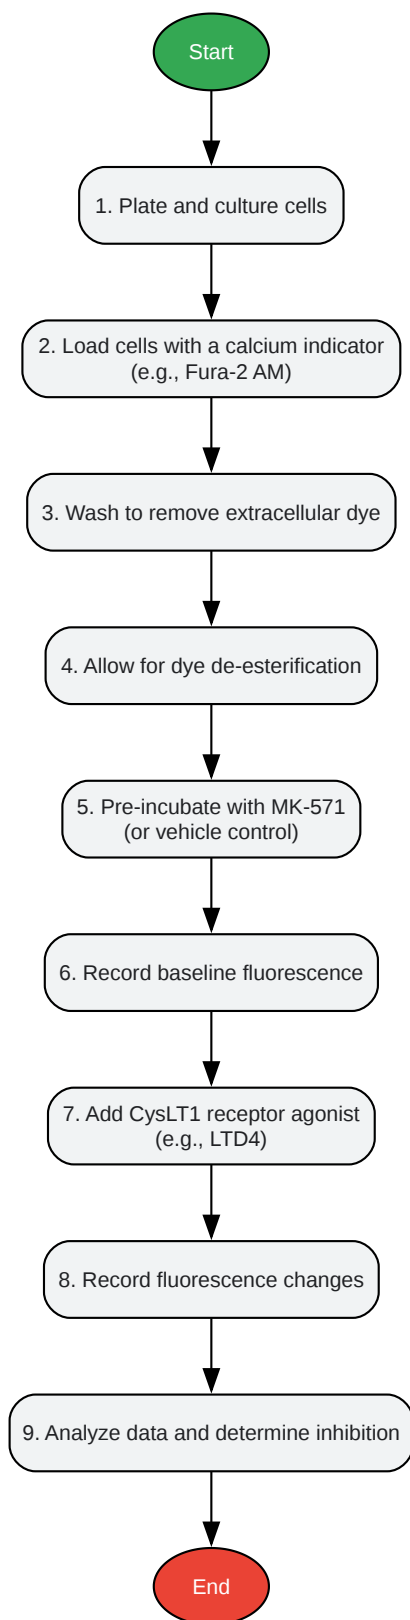 Start
1. Plate and culture cells
2. Load cells with a calcium indicator
(e.g., Fura-2 AM)
3. Wash to remove extracellular dye
4. Allow for dye de-esterification
5. Pre-incubate with MK-571
(or vehicle control)
6. Record baseline fluorescence
7. Add CysLT1 receptor agonist
(e.g., LTD4)
8. Record fluorescence changes
9. Analyze data and determine inhibition
End